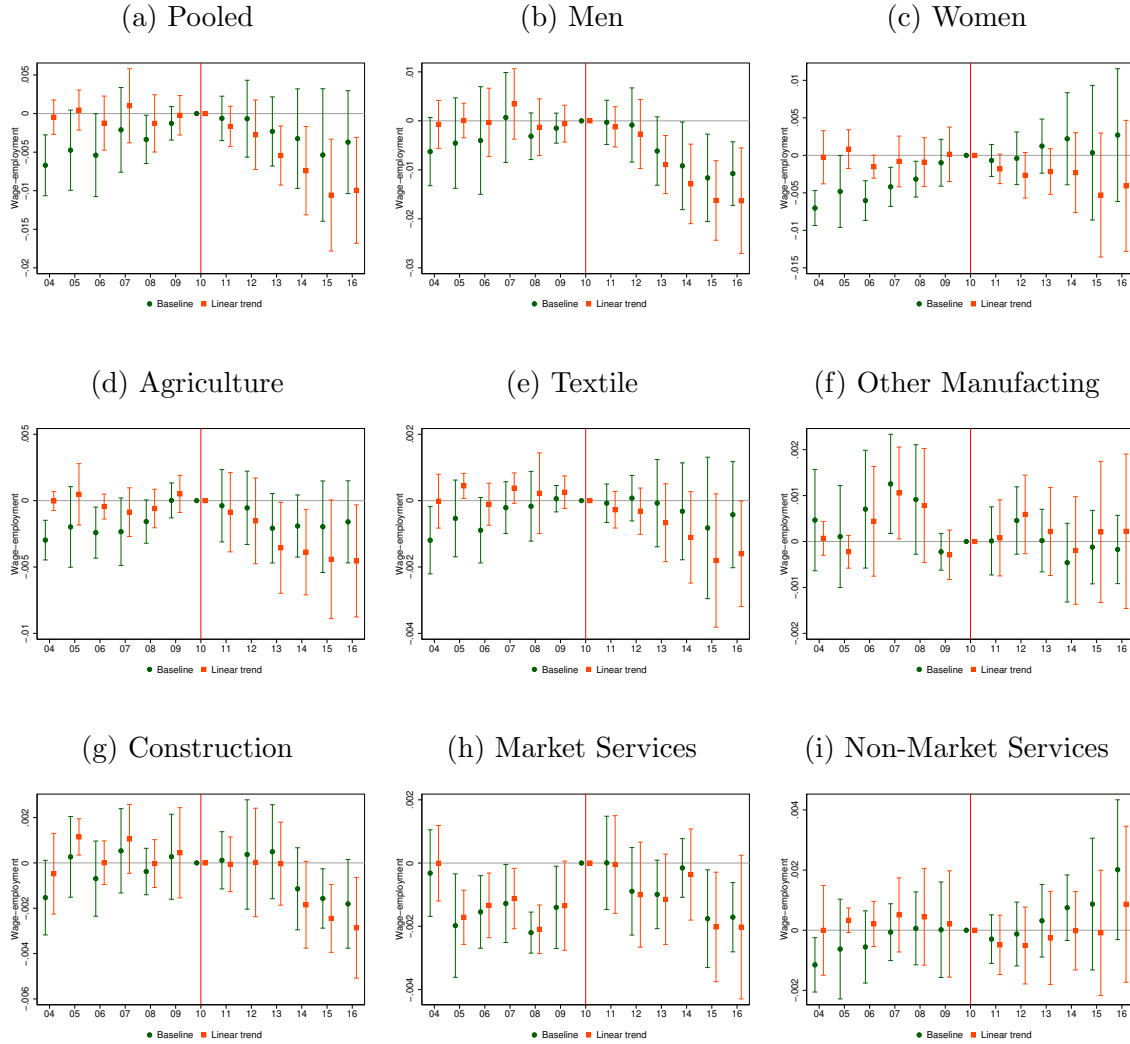 (a) Pooled
(b) Men
(c) Women
Wage-employment
.005
0
-.005
-.01
-.015
-.02
04 05 06 07 08 09 10 11 12 13 14 15 16
Baseline Linear trend
Wage-employment
.01
0
-.01
-.02
-.03
04 05 06 07 08 09 10 11 12 13 14 15 16
Baseline Linear trend
Wage-employment
.01
.005
0
-.005
-.01
-.015
04 05 06 07 08 09 10 11 12 13 14 15 16
Baseline Linear trend
(d) Agriculture
(e) Textile
(f) Other Manufacting
Wage-employment
.005
0
-.005
-.01
04 05 06 07 08 09 10 11 12 13 14 15 16
Baseline Linear trend
Wage-employment
.002
0
-.002
-.004
04 05 06 07 08 09 10 11 12 13 14 15 16
Baseline Linear trend
Wage-employment
.002
.001
0
-.001
-.002
04 05 06 07 08 09 10 11 12 13 14 15 16
Baseline Linear trend
(g) Construction
(h) Market Services
(i) Non-Market Services
Wage-employment
.002
0
-.002
-.004
-.006
04 05 06 07 08 09 10 11 12 13 14 15 16
Baseline Linear trend
Wage-employment
.002
0
-.002
-.004
04 05 06 07 08 09 10 11 12 13 14 15 16
Baseline Linear trend
Wage-employment
.004
.002
0
-.002
04 05 06 07 08 09 10 11 12 13 14 15 16
Baseline Linear trend